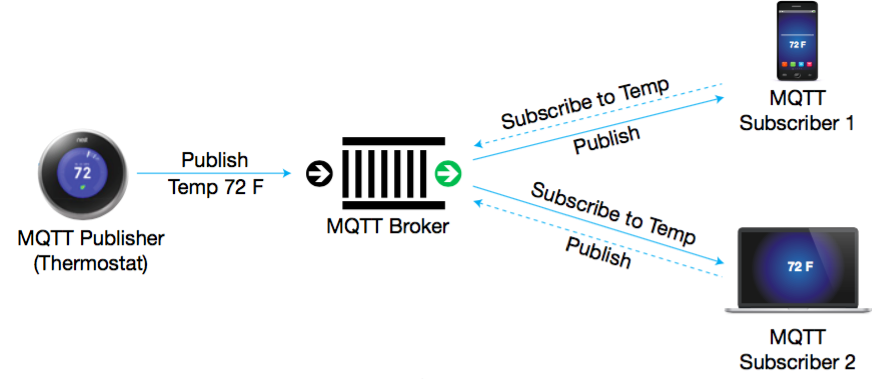 nest
72
Publish
Temp 72 F
MQTT Publisher
(Thermostat)
MQTT Broker
Subscribe to Temp
Publish
Subscribe to Temp
Publish
72 F
MQTT
Subscriber 1
72 F
MQTT
Subscriber 2